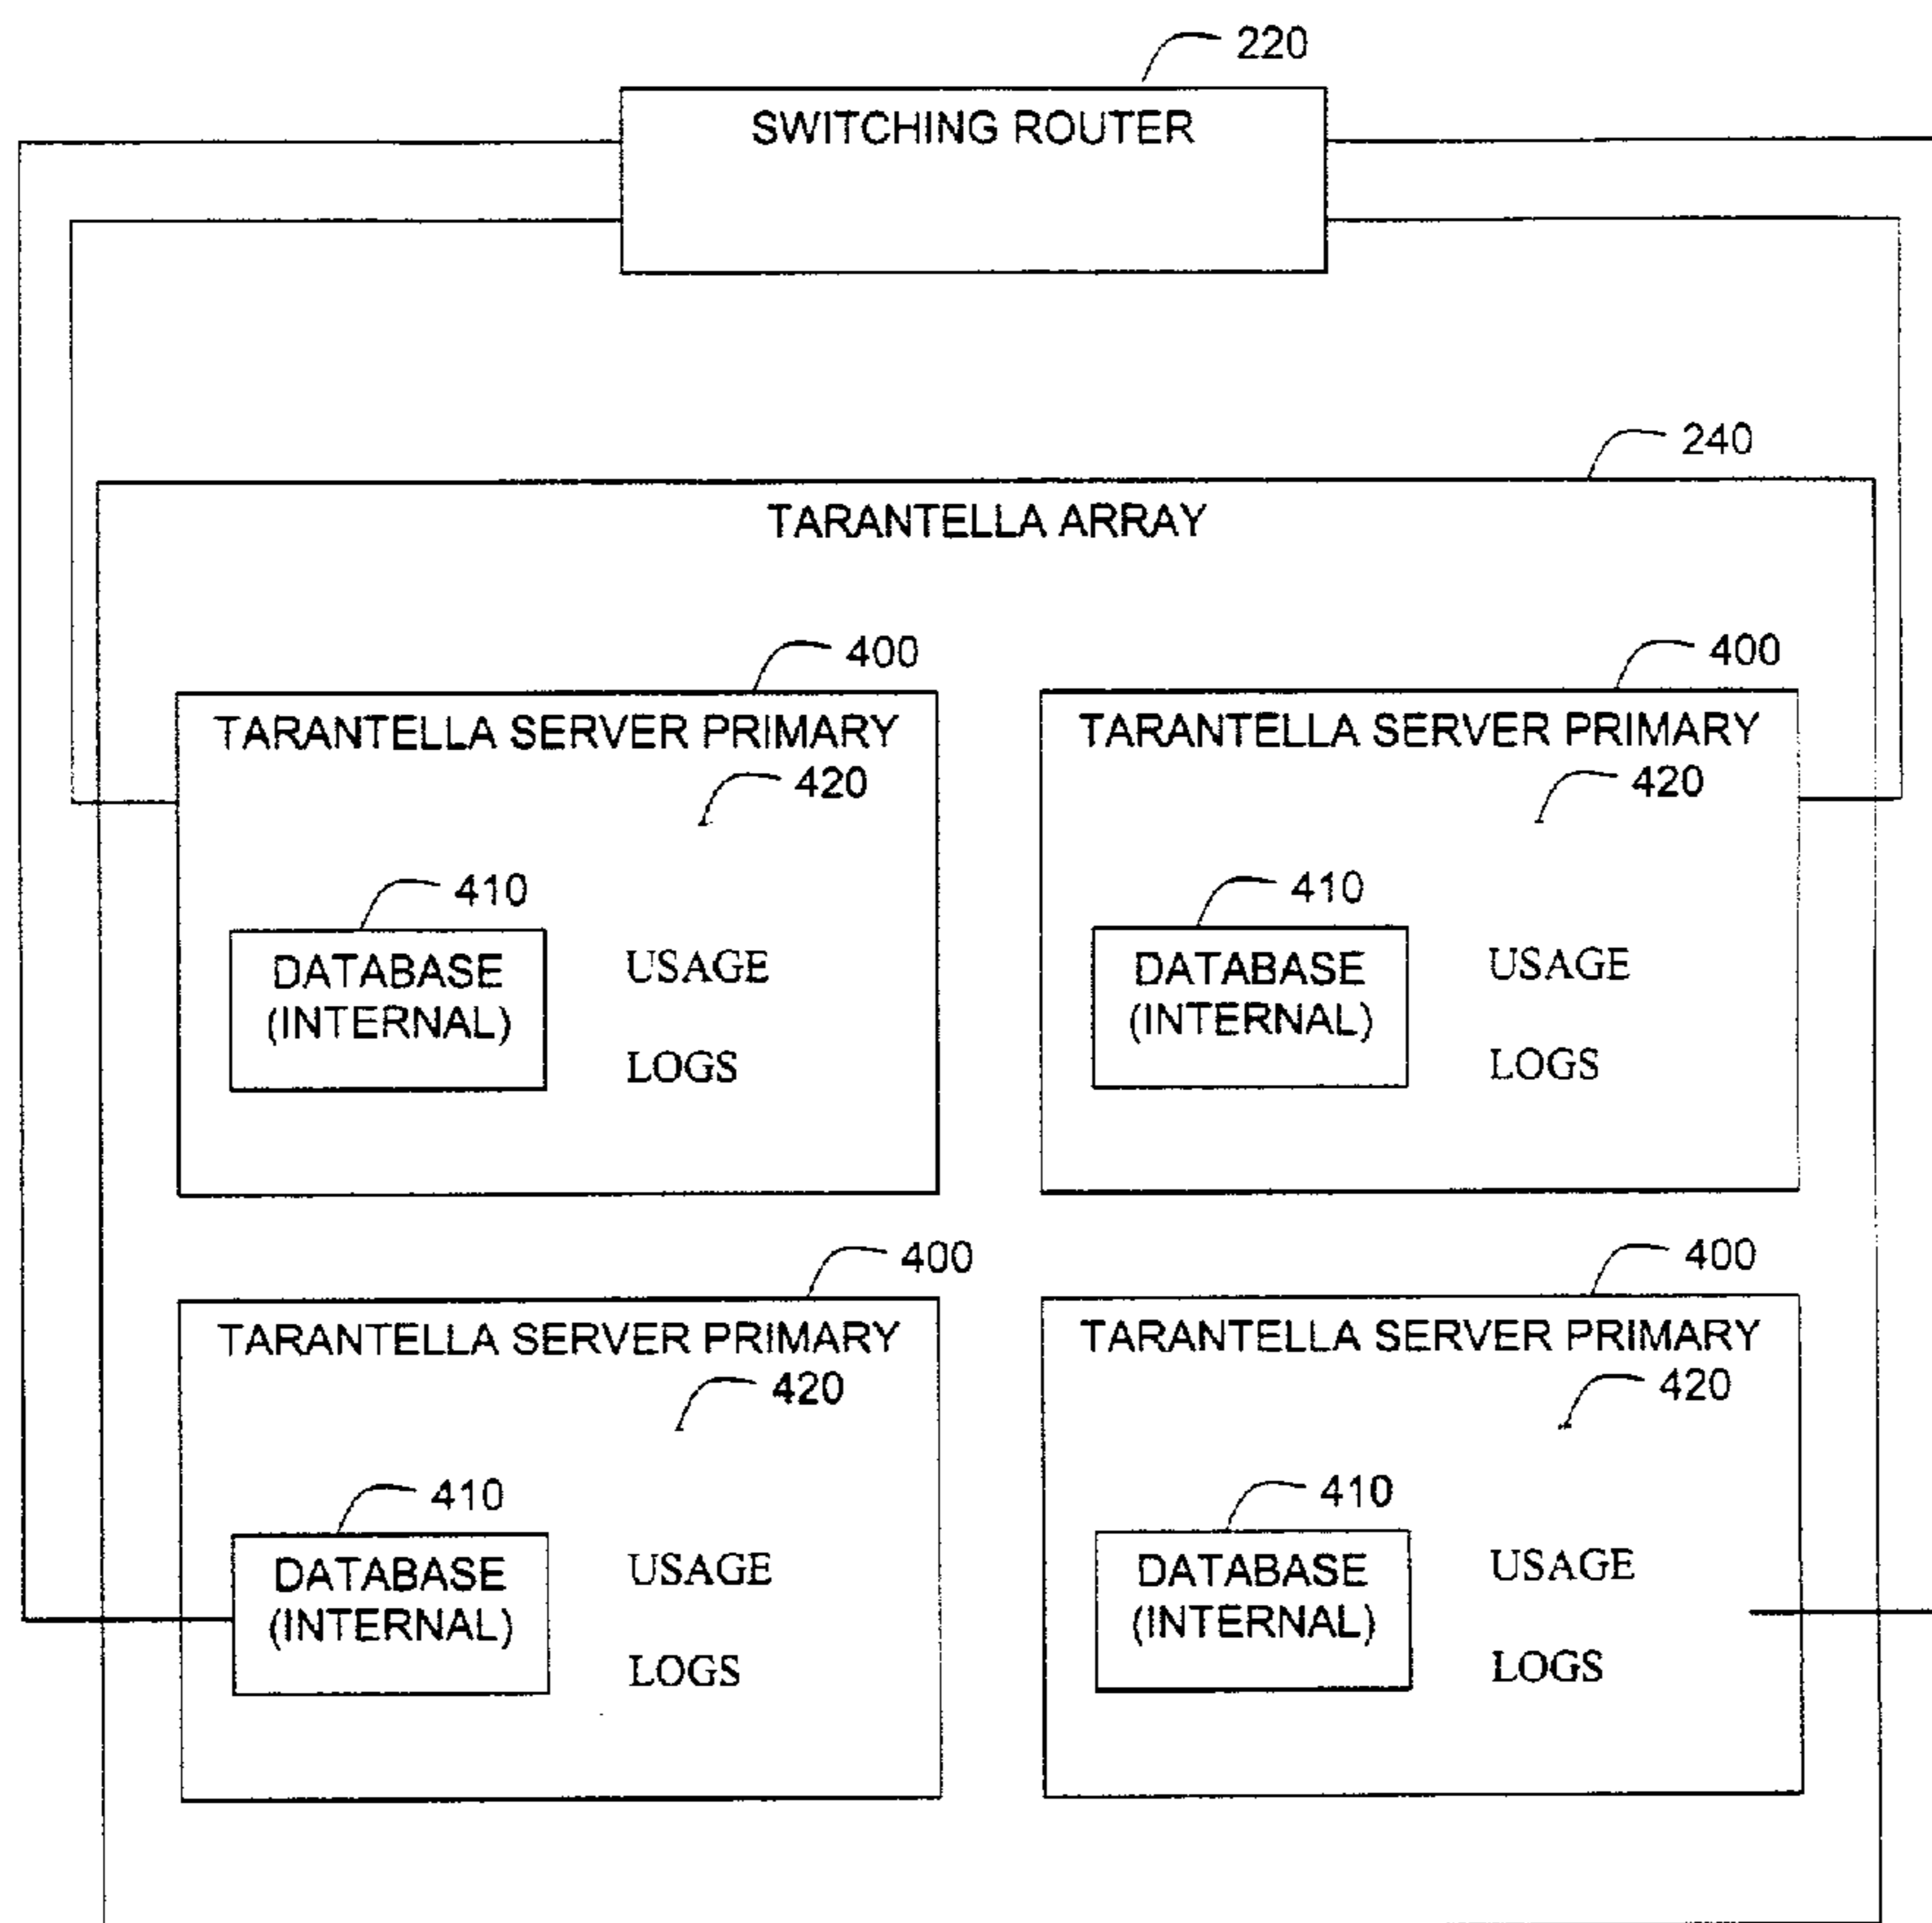 220
SWITCHING ROUTER
240
TARANTELLA ARRAY
400
400
TARANTELLA SERVER PRIMARY
TARANTELLA SERVER PRIMARY
420
420
410
410
DATABASE
(INTERNAL)
USAGE
LOGS
DATABASE
(INTERNAL)
USAGE
LOGS
400
400
TARANTELLA SERVER PRIMARY
TARANTELLA SERVER PRIMARY
420
420
410
410
DATABASE
(INTERNAL)
USAGE
LOGS
DATABASE
(INTERNAL)
USAGE
LOGS